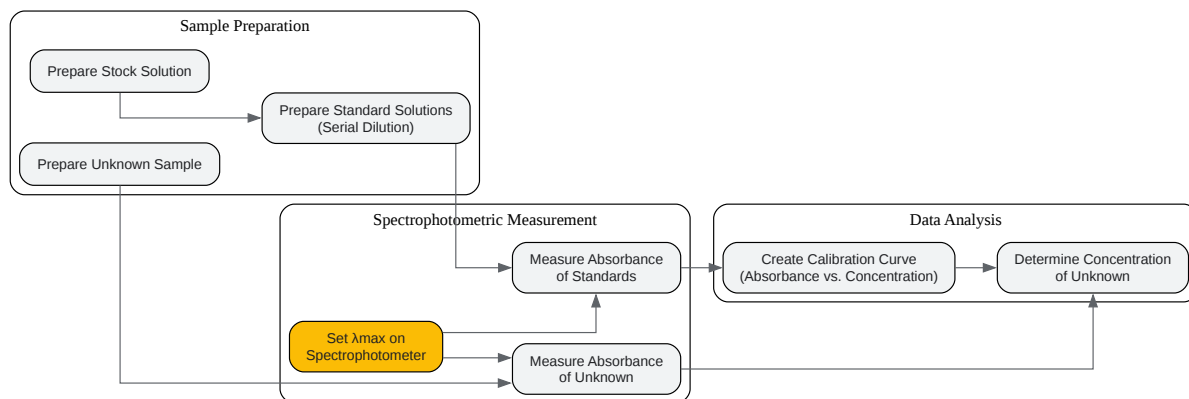 Sample Preparation
Prepare Stock Solution
Prepare Standard Solutions
(Serial Dilution)
Prepare Unknown Sample
Spectrophotometric Measurement
Measure Absorbance
of Standards
Set λmax on
Spectrophotometer
Measure Absorbance
of Unknown
Data Analysis
Create Calibration Curve
(Absorbance vs. Concentration)
Determine Concentration
of Unknown